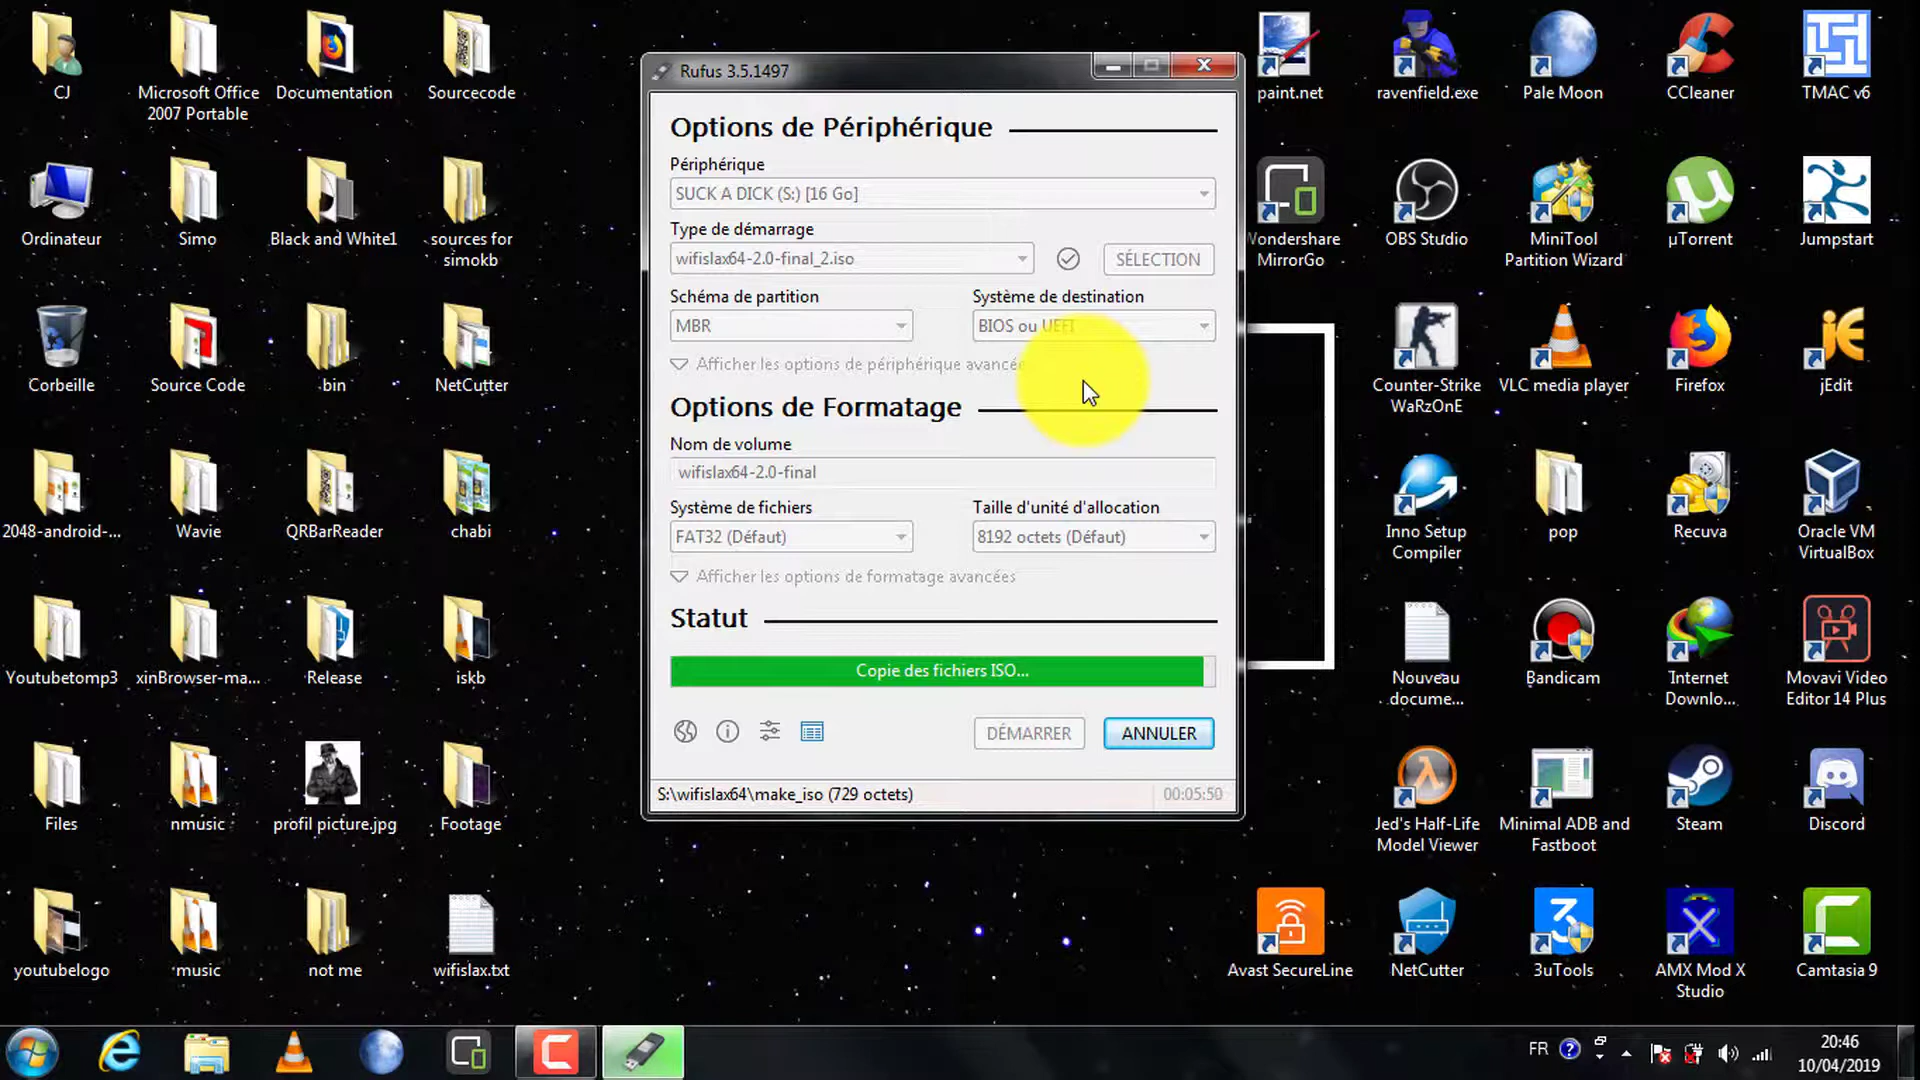 CJ
Microsoft Office
2007 Portable
Documentation
Sourcecode
Ordinateur
Simo
Black and White1
sources for
simokb
Corbeille
Source Code
bin
NetCutter
2048-android-...
Wavie
QRBarReader
chabi
Youtubetomp3
xinBrowser-ma...
Release
iskb
Files
nmusic
profil picture.jpg
Footage
youtubelogo
music
not me
wifislax.txt
Rufus 3.5.1497
Options de Périphérique
Périphérique
SUCK A DICK (S:) [16 Go]
Type de démarrage
wifislax64-2.0-final_2.iso
SÉLECTION
Schéma de partition
Système de destination
MBR
BIOS ou UEFI
Afficher les options de périphérique avancée
Options de Formatage
Nom de volume
wifislax64-2.0-final
Système de fichiers
Taille d'unité d'allocation
FAT32 (Défaut)
8192 octets (Défaut)
Afficher les options de formatage avancées
Statut
Copie des fichiers ISO...
DÉMARRER
ANNULER
S:\wifislax64\make_iso (729 octets)
00:05:50
paint.net
ravenfield.exe
Pale Moon
CCleaner
TMAC v6
Wondershare
MirrorGo
OBS Studio
MiniTool
Partition Wizard
µTorrent
Jumpstart
Counter-Strike
WaRzOnE
VLC media player
Firefox
jEdit
Inno Setup
Compiler
pop
Recuva
Oracle VM
VirtualBox
Nouveau
docume...
Bandicam
Internet
Downlo...
Movavi Video
Editor 14 Plus
Jed's Half-Life
Model Viewer
Minimal ADB and
Fastboot
Steam
Discord
Avast SecureLine
NetCutter
3uTools
AMX Mod X
Studio
Camtasia 9
FR
20:46
10/04/2019